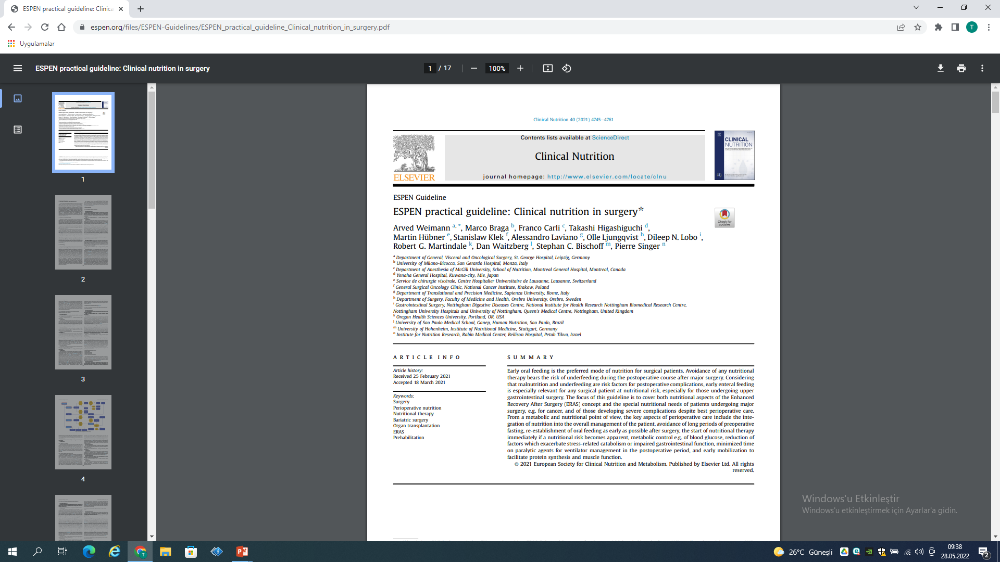 ESPEN practical guideline: Clinica
espen.org/files/ESPEN-Guidelines/ESPEN_practical_guideline_Clinical_nutrition_in_surgery.pdf
T
Uygulamalar
ESPEN practical guideline: Clinical nutrition in surgery
1 / 17
100%
1
2
3
4
Clinical Nutrition 40 (2021) 4745–4761
Contents lists available at ScienceDirect
Clinical Nutrition
journal homepage: http://www.elsevier.com/locate/clnu
ELSEVIER
CLINICAL
NUTRITION
ESPEN Guideline
ESPEN practical guideline: Clinical nutrition in surgery☆
Check for
updates
Arved Weimann a, *, Marco Braga b, Franco Carli c, Takashi Higashiguchi d,
Martin Hübner e, Stanislaw Klek f, Alessandro Laviano g, Olle Ljungqvist h, Dileep N. Lobo i,
Robert G. Martindale k, Dan Waitzberg l, Stephan C. Bischoff m, Pierre Singer n
a Department of General, Visceral and Oncological Surgery, St. George Hospital, Leipzig, Germany
b University of Milano-Bicocca, San Gerardo Hospital, Monza, Italy
c Department of Anesthesia of McGill University, School of Nutrition, Montreal General Hospital, Montreal, Canada
d Yonaha General Hospital, Kuwana-city, Mie, Japan
e Service de chirurgie viscérale, Centre Hospitalier Universitaire de Lausanne, Lausanne, Switzerland
f General Surgical Oncology Clinic, National Cancer Institute, Krakow, Poland
g Department of Translational and Precision Medicine, Sapienza University, Rome, Italy
h Department of Surgery, Faculty of Medicine and Health, Orebro University, Orebro, Sweden
i Gastrointestinal Surgery, Nottingham Digestive Diseases Centre, National Institute for Health Research Nottingham Biomedical Research Centre,
Nottingham University Hospitals and University of Nottingham, Queen's Medical Centre, Nottingham, United Kingdom
k Oregon Health Sciences University, Portland, OR, USA
l University of Sao Paulo Medical School, Ganep, Human Nutrition, Sao Paulo, Brazil
m University of Hohenheim, Institute of Nutritional Medicine, Stuttgart, Germany
n Institute for Nutrition Research, Rabin Medical Center, Beilison Hospital, Petah Tikva, Israel
ARTICLE INFO
Article history:
Received 25 February 2021
Accepted 18 March 2021
Keywords:
Surgery
Perioperative nutrition
Nutritional therapy
Bariatric surgery
Organ transplantation
ERAS
Prehabilitation
SUMMARY
Early oral feeding is the preferred mode of nutrition for surgical patients. Avoidance of any nutritional
therapy bears the risk of underfeeding during the postoperative course after major surgery. Considering
that malnutrition and underfeeding are risk factors for postoperative complications, early enteral feeding
is especially relevant for any surgical patient at nutritional risk, especially for those undergoing upper
gastrointestinal surgery. The focus of this guideline is to cover both nutritional aspects of the Enhanced
Recovery After Surgery (ERAS) concept and the special nutritional needs of patients undergoing major
surgery, e.g. for cancer, and of those developing severe complications despite best perioperative care.
From a metabolic and nutritional point of view, the key aspects of perioperative care include the inte-
gration of nutrition into the overall management of the patient, avoidance of long periods of preoperative
fasting, re-establishment of oral feeding as early as possible after surgery, the start of nutritional therapy
immediately if a nutritional risk becomes apparent, metabolic control e.g. of blood glucose, reduction of
factors which exacerbate stress-related catabolism or impaired gastrointestinal function, minimized time
on paralytic agents for ventilator management in the postoperative period, and early mobilization to
facilitate protein synthesis and muscle function.
© 2021 European Society for Clinical Nutrition and Metabolism. Published by Elsevier Ltd. All rights
reserved.
Windows'u Etkinleştir
Windows'u etkinleştirmek için Ayarlar'a gidin.
26°C Güneşli
09:38
28.05.2022
2